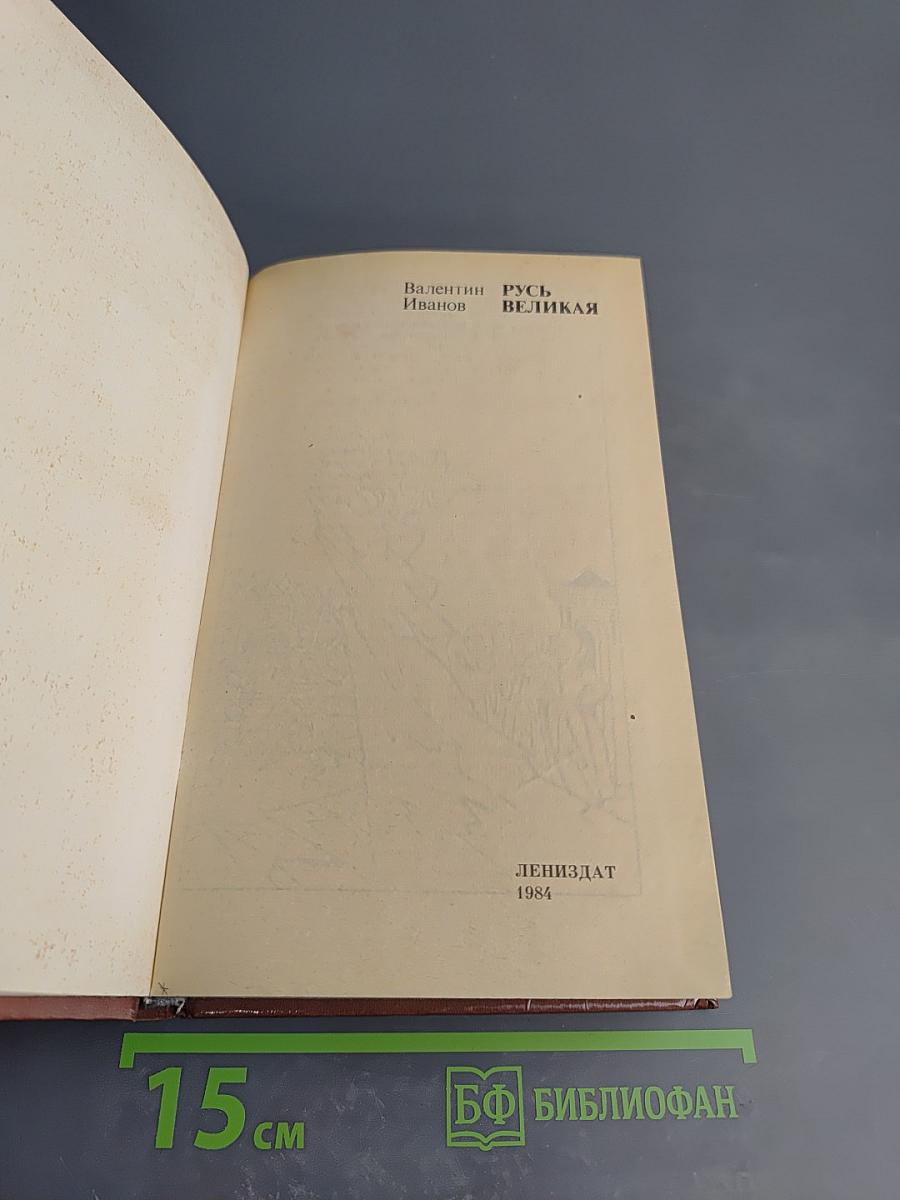 Валентин РУСЬ
Иванов ВЕЛИКАЯ
ЛЕНИЗДАТ
1984
15 см
БФ БИБЛИОФАН